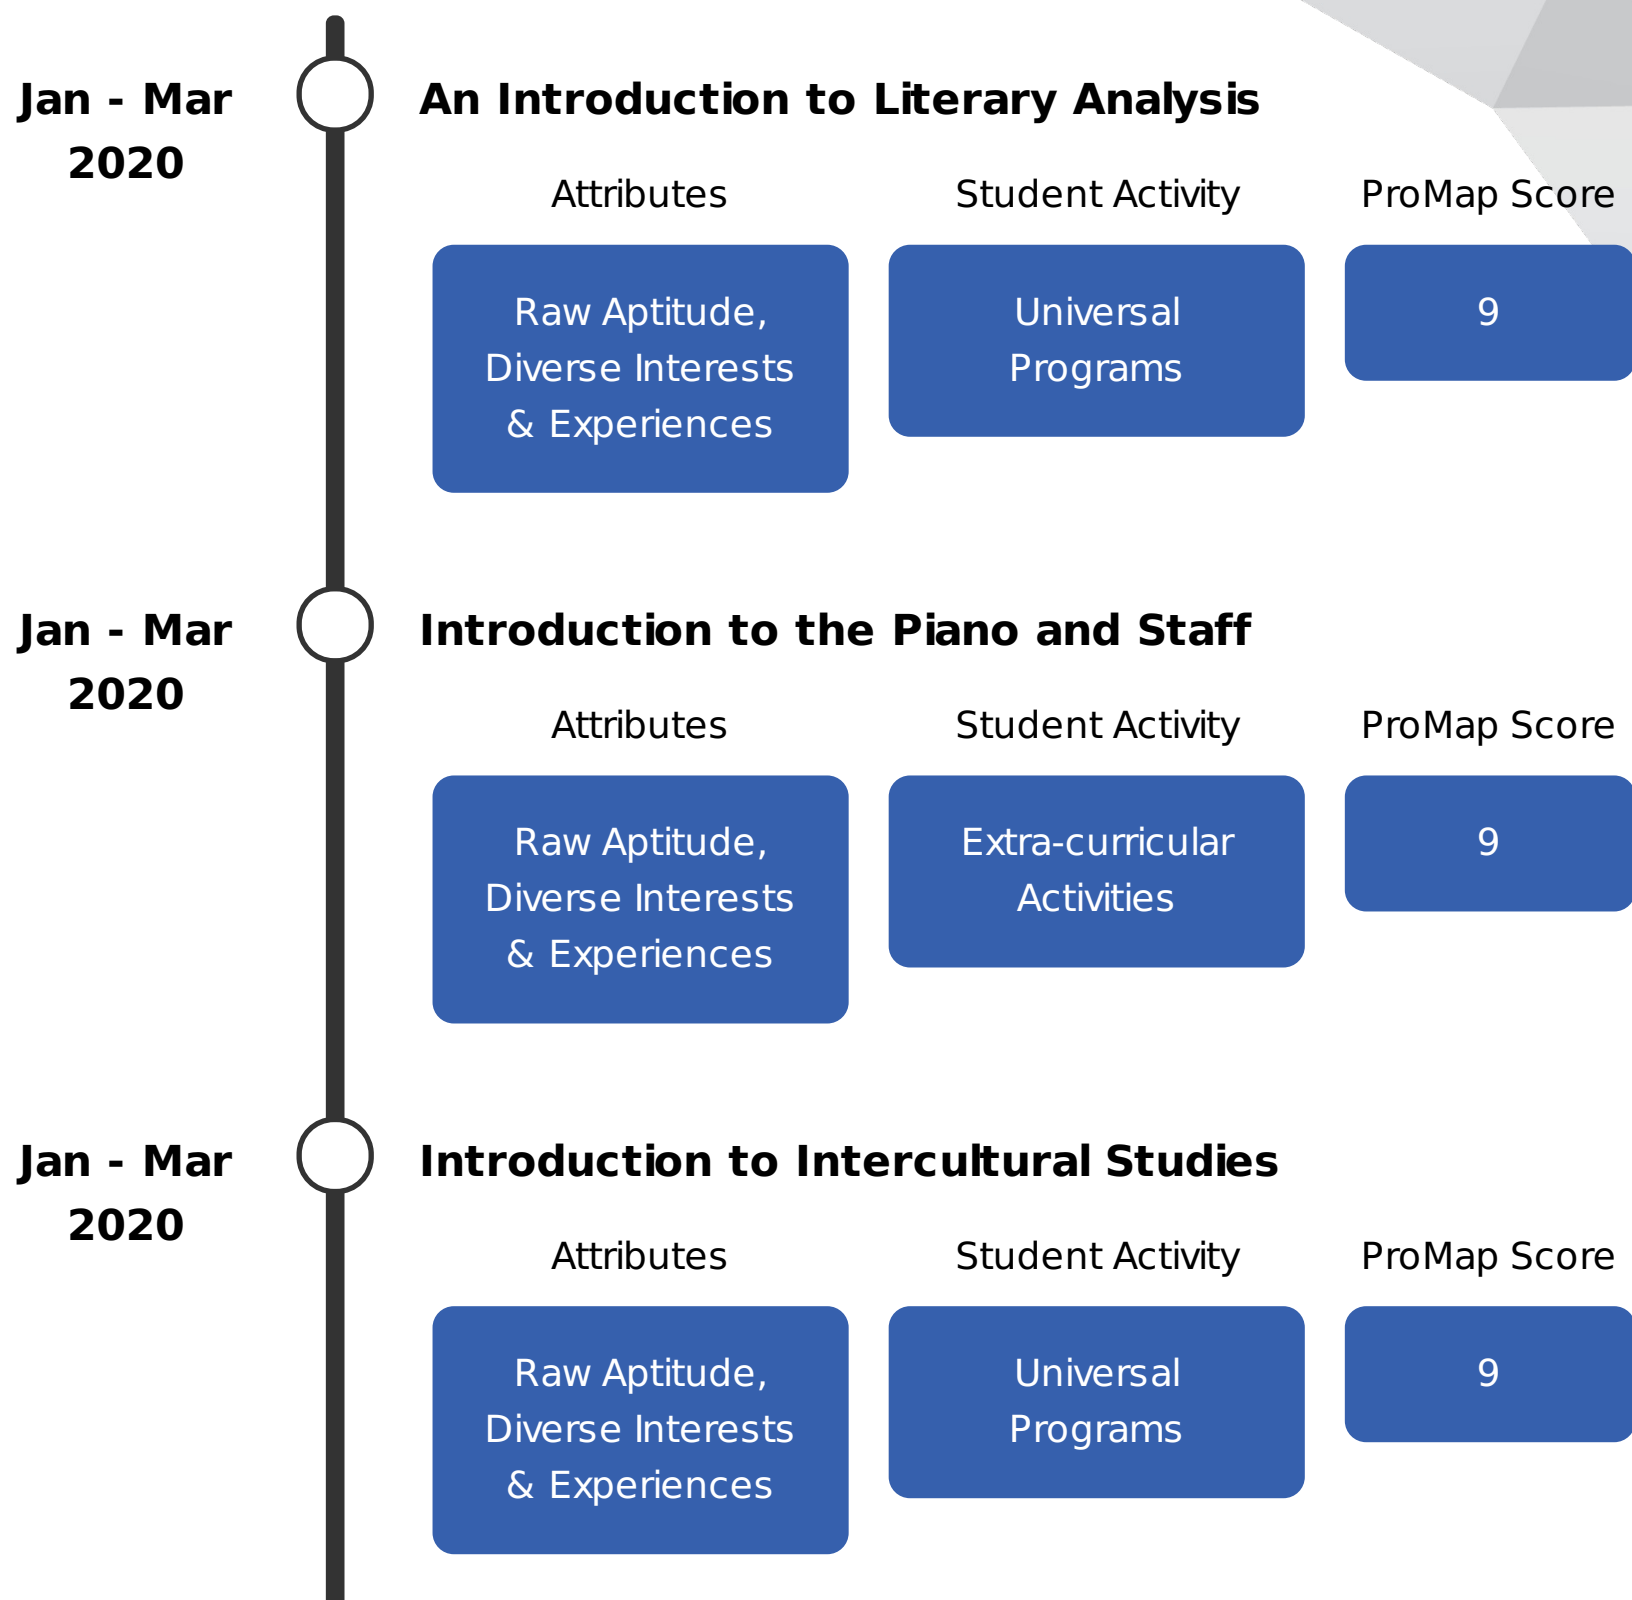 Jan - Mar
2020
An Introduction to Literary Analysis
Attributes
Student Activity
ProMap Score
Raw Aptitude,
Diverse Interests
& Experiences
Universal
Programs
9
Jan - Mar
2020
Introduction to the Piano and Staff
Attributes
Student Activity
ProMap Score
Raw Aptitude,
Diverse Interests
& Experiences
Extra-curricular
Activities
9
Jan - Mar
2020
Introduction to Intercultural Studies
Attributes
Student Activity
ProMap Score
Raw Aptitude,
Diverse Interests
& Experiences
Universal
Programs
9